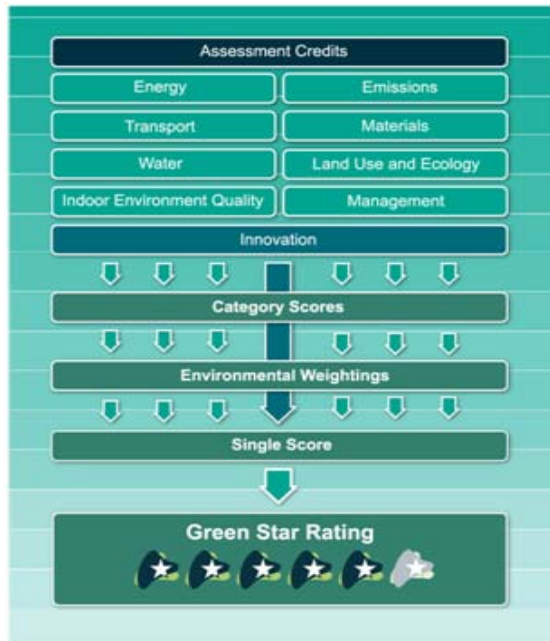 Assessment Credits
Energy
Emissions
Transport
Materials
Water
Land Use and Ecology
Indoor Environment Quality
Management
Innovation
Category Scores
Environmental Weightings
Single Score
Green Star Rating